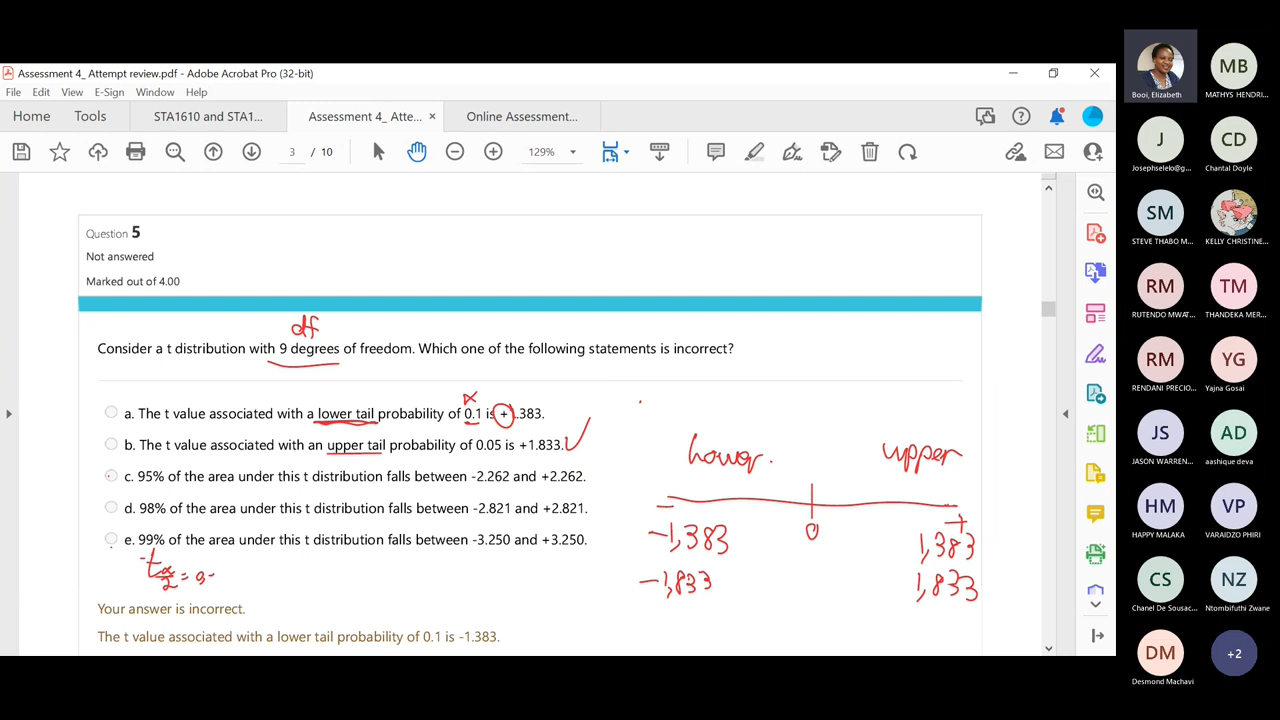 Assessment 4_ Attempt review.pdf - Adobe Acrobat Pro (32-bit)
File Edit View E-Sign Window Help
Home Tools STA1610 and STA1... Assessment 4_ Atte... × Online Assessment...
3 / 10 129%
Question 5
Not answered
Marked out of 4.00
df
Consider a t distribution with 9 degrees of freedom. Which one of the following statements is incorrect?
a. The t value associated with a lower tail probability of 0.1 is + .383.
b. The t value associated with an upper tail probability of 0.05 is +1.833.
c. 95% of the area under this t distribution falls between -2.262 and +2.262.
d. 98% of the area under this t distribution falls between -2.821 and +2.821.
e. 99% of the area under this t distribution falls between -3.250 and +3.250.
lower. upper
0 +
-1,383 1,383
-1,833 1,833
Your answer is incorrect.
The t value associated with a lower tail probability of 0.1 is -1.383.
Booi, Elizabeth
MB
MATHYS HENDRI...
J
Josephselelo@g...
CD
Chantal Doyle
SM
STEVE THABO M...
KELLY CHRISTINE...
RM
RUTENDO MWAT...
TM
THANDEKA MER...
RM
RENDANI PRECIO...
YG
Yajna Gosai
JS
JASON WARREN...
AD
aashique deva
HM
HAPPY MALAKA
VP
VARAIDZO PHIRI
CS
Chanel De Sousac...
NZ
Ntombifuthi Zwane
DM
Desmond Machavi
+2